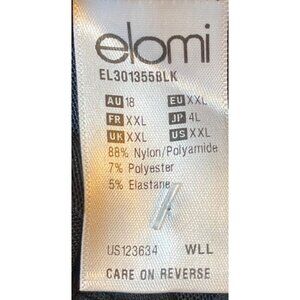 elomi
EL301355BLK
AU 18 EU XXL
FR XXL JP 4L
UK XXL US XXL
88% Nylon/Polyamide
7% Polyester
5% Elastane
US123634 WLL
CARE ON REVERSE